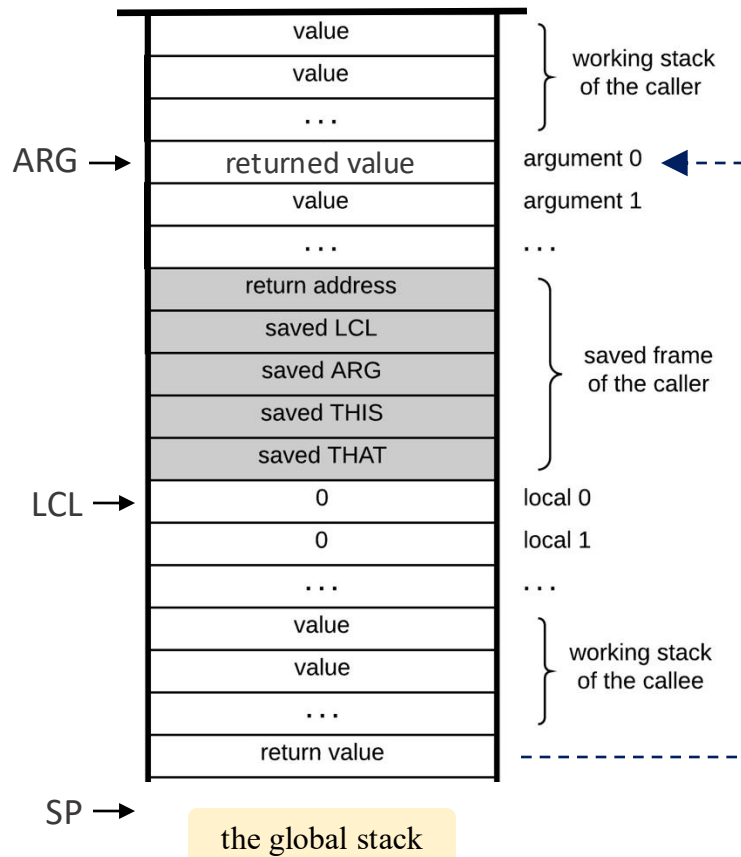 value
working stack
of the caller
value
...
ARG
returned value
argument 0
value
argument 1
...
...
return address
saved LCL
saved ARG
saved frame
of the caller
saved THIS
saved THAT
LCL
0
local 0
0
local 1
...
...
value
working stack
of the callee
value
...
return value
SP
the global stack